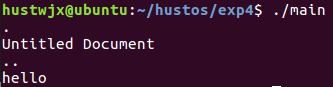 hustwjx@ubuntu:~/hustos/exp4$ ./main
.
Untitled Document
..
hello